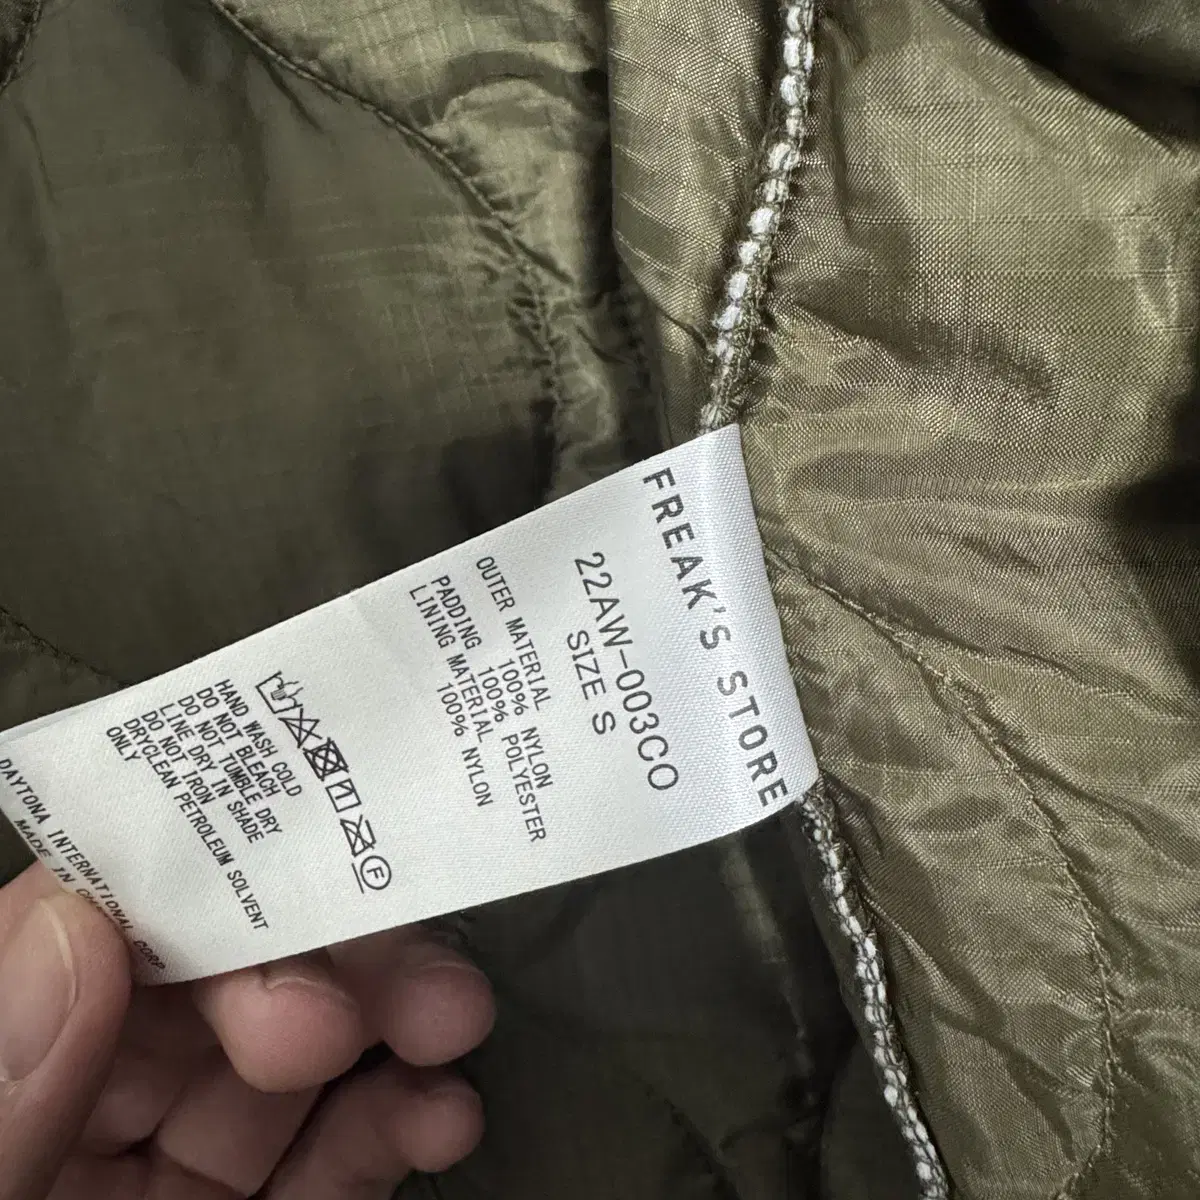 FREAK'S STORE
22AW-003CO
SIZE S
OUTER MATERIAL
100% NYLON
PADDING 100% POLYESTER
LINING MATERIAL
100% NYLON
F
HAND WASH COLD
DO NOT BLEACH
DO NOT TUMBLE DRY
LINE DRY IN SHADE
DO NOT IRON
DRYCLEAN PETROLEUM SOLVENT
ONLY
DAYTONA INTERNATIONAL CORP
MADE IN